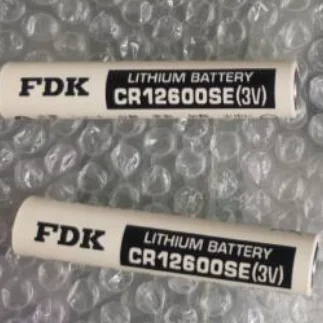 FDK
LITHIUM BATTERY
CR12600SE(3V)
FDK
LITHIUM BATTERY
CR12600SE(3V)